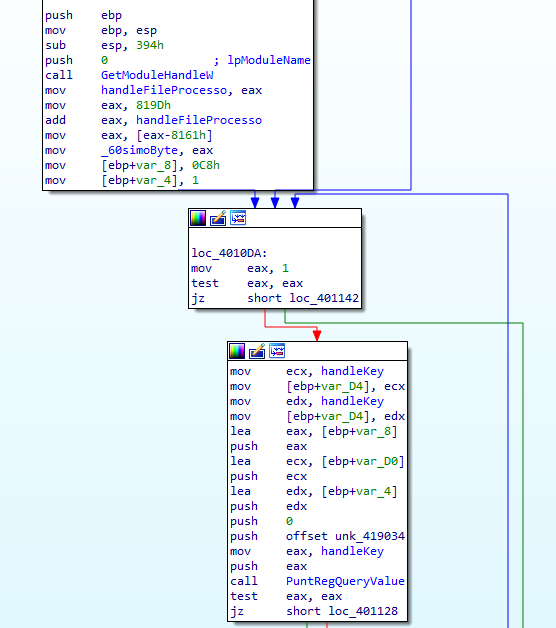 push ebp
mov ebp, esp
sub esp, 394h
push 0 ; lpModuleName
call GetModuleHandleW
mov handleFileProcesso, eax
mov eax, 819Dh
add eax, handleFileProcesso
mov eax, [eax-8161h]
mov _60simoByte, eax
mov [ebp+var_8], 0C8h
mov [ebp+var_4], 1
loc_4010DA:
mov eax, 1
test eax, eax
jz short loc_401142
mov ecx, handleKey
mov [ebp+var_D4], ecx
mov edx, handleKey
mov [ebp+var_D4], edx
lea eax, [ebp+var_8]
push eax
lea ecx, [ebp+var_D0]
push ecx
lea edx, [ebp+var_4]
push edx
push 0
push offset unk_419034
mov eax, handleKey
push eax
call PuntRegQueryValue
test eax, eax
jz short loc_401128